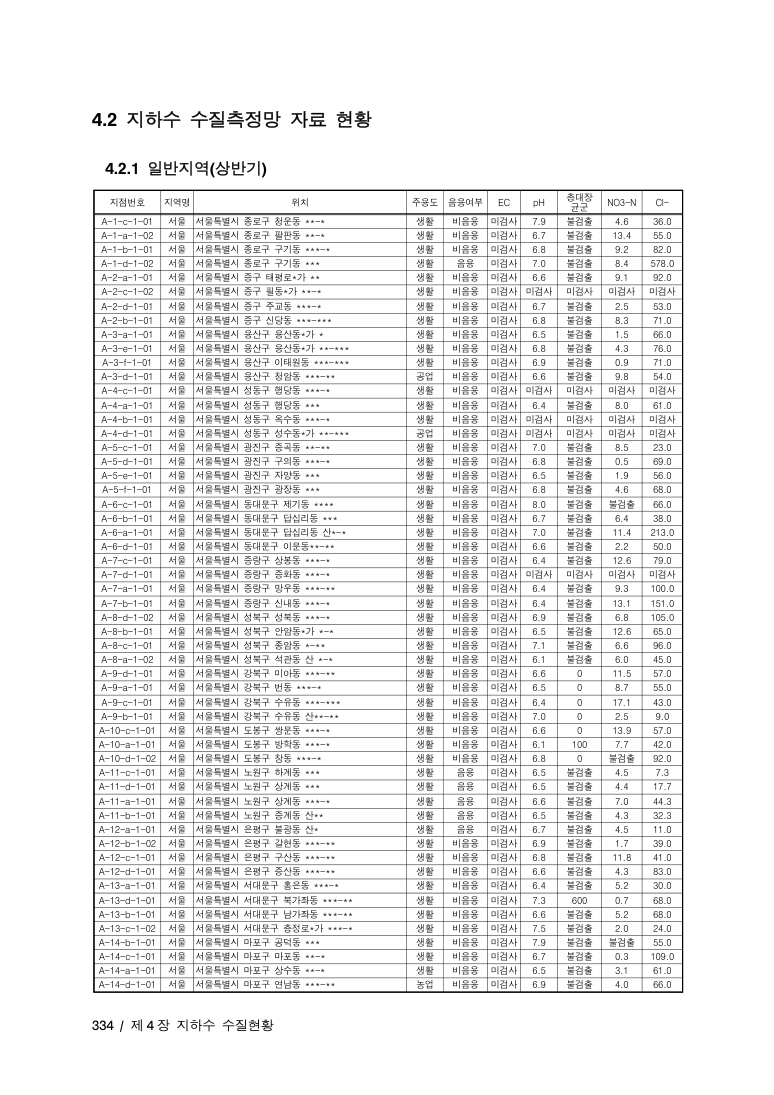 4.2 지하수 수질측정망 자료 현황
4.2.1 일반지역(상반기)
지점번호 지역명 위치 주용도 음용여부 EC pH 총대장균군 NO3-N Cl-
A-1-c-1-01 서울 서울특별시 종로구 청운동 **-* 생활 비음용 미검사 7.9 불검출 4.6 36.0
A-1-a-1-02 서울 서울특별시 종로구 팔판동 **-* 생활 비음용 미검사 6.7 불검출 13.4 55.0
A-1-b-1-01 서울 서울특별시 종로구 구기동 ***-* 생활 비음용 미검사 6.8 불검출 9.2 82.0
A-1-d-1-02 서울 서울특별시 종로구 구기동 *** 생활 음용 미검사 7.0 불검출 8.4 578.0
A-2-a-1-01 서울 서울특별시 중구 태평로*가 ** 생활 비음용 미검사 6.6 불검출 9.1 92.0
A-2-c-1-02 서울 서울특별시 중구 필동*가 **-* 생활 비음용 미검사 미검사 미검사 미검사 미검사
A-2-d-1-01 서울 서울특별시 중구 주교동 ***-* 생활 비음용 미검사 6.7 불검출 2.5 53.0
A-2-b-1-01 서울 서울특별시 중구 신당동 ***-*** 생활 비음용 미검사 6.8 불검출 8.3 71.0
A-3-a-1-01 서울 서울특별시 용산구 용산동*가 * 생활 비음용 미검사 6.5 불검출 1.5 66.0
A-3-e-1-01 서울 서울특별시 용산구 용산동*가 **-*** 생활 비음용 미검사 6.8 불검출 4.3 76.0
A-3-f-1-01 서울 서울특별시 용산구 이태원동 ***-*** 생활 비음용 미검사 6.9 불검출 0.9 71.0
A-3-d-1-01 서울 서울특별시 용산구 청암동 ***-** 공업 비음용 미검사 6.6 불검출 9.8 54.0
A-4-c-1-01 서울 서울특별시 성동구 행당동 ***-* 생활 비음용 미검사 미검사 미검사 미검사 미검사
A-4-a-1-01 서울 서울특별시 성동구 행당동 *** 생활 비음용 미검사 6.4 불검출 8.0 61.0
A-4-b-1-01 서울 서울특별시 성동구 옥수동 ***-* 생활 비음용 미검사 미검사 미검사 미검사 미검사
A-4-d-1-01 서울 서울특별시 성동구 성수동*가 **-*** 공업 비음용 미검사 미검사 미검사 미검사 미검사
A-5-c-1-01 서울 서울특별시 광진구 중곡동 **-** 생활 비음용 미검사 7.0 불검출 8.5 23.0
A-5-d-1-01 서울 서울특별시 광진구 구의동 ***-* 생활 비음용 미검사 6.8 불검출 0.5 69.0
A-5-e-1-01 서울 서울특별시 광진구 자양동 *** 생활 비음용 미검사 6.5 불검출 1.9 56.0
A-5-f-1-01 서울 서울특별시 광진구 광장동 *** 생활 비음용 미검사 6.8 불검출 4.6 68.0
A-6-c-1-01 서울 서울특별시 동대문구 제기동 **** 생활 비음용 미검사 8.0 불검출 불검출 66.0
A-6-b-1-01 서울 서울특별시 동대문구 답십리동 *** 생활 비음용 미검사 6.7 불검출 6.4 38.0
A-6-a-1-01 서울 서울특별시 동대문구 답십리동 산*-* 생활 비음용 미검사 7.0 불검출 11.4 213.0
A-6-d-1-01 서울 서울특별시 동대문구 이문동**-** 생활 비음용 미검사 6.6 불검출 2.2 50.0
A-7-c-1-01 서울 서울특별시 중랑구 상봉동 ***-* 생활 비음용 미검사 6.4 불검출 12.6 79.0
A-7-d-1-01 서울 서울특별시 중랑구 중화동 ***-* 생활 비음용 미검사 미검사 미검사 미검사 미검사
A-7-a-1-01 서울 서울특별시 중랑구 망우동 ***-** 생활 비음용 미검사 6.4 불검출 9.3 100.0
A-7-b-1-01 서울 서울특별시 중랑구 신내동 ***-* 생활 비음용 미검사 6.4 불검출 13.1 151.0
A-8-d-1-02 서울 서울특별시 성북구 성북동 ***-* 생활 비음용 미검사 6.9 불검출 6.8 105.0
A-8-b-1-01 서울 서울특별시 성북구 안암동*가 *-* 생활 비음용 미검사 6.5 불검출 12.6 65.0
A-8-c-1-01 서울 서울특별시 성북구 종암동 *-** 생활 비음용 미검사 7.1 불검출 6.6 96.0
A-8-a-1-02 서울 서울특별시 성북구 석관동 산 *-* 생활 비음용 미검사 6.1 불검출 6.0 45.0
A-9-d-1-01 서울 서울특별시 강북구 미아동 ***-** 생활 비음용 미검사 6.6 0 11.5 57.0
A-9-a-1-01 서울 서울특별시 강북구 번동 ***-* 생활 비음용 미검사 6.5 0 8.7 55.0
A-9-c-1-01 서울 서울특별시 강북구 수유동 ***-*** 생활 비음용 미검사 6.4 0 17.1 43.0
A-9-b-1-01 서울 서울특별시 강북구 수유동 산**-** 생활 비음용 미검사 7.0 0 2.5 9.0
A-10-c-1-01 서울 서울특별시 도봉구 쌍문동 ***-* 생활 비음용 미검사 6.6 0 13.9 57.0
A-10-a-1-01 서울 서울특별시 도봉구 방학동 ***-* 생활 비음용 미검사 6.1 100 7.7 42.0
A-10-d-1-02 서울 서울특별시 도봉구 창동 ***-* 생활 비음용 미검사 6.8 0 불검출 92.0
A-11-c-1-01 서울 서울특별시 노원구 하계동 *** 생활 음용 미검사 6.5 불검출 4.5 7.3
A-11-d-1-01 서울 서울특별시 노원구 상계동 *** 생활 음용 미검사 6.5 불검출 4.4 17.7
A-11-a-1-01 서울 서울특별시 노원구 상계동 ***-* 생활 음용 미검사 6.6 불검출 7.0 44.3
A-11-b-1-01 서울 서울특별시 노원구 중계동 산** 생활 음용 미검사 6.5 불검출 4.3 32.3
A-12-a-1-01 서울 서울특별시 은평구 불광동 산* 생활 음용 미검사 6.7 불검출 4.5 11.0
A-12-b-1-02 서울 서울특별시 은평구 갈현동 ***-** 생활 비음용 미검사 6.9 불검출 1.7 39.0
A-12-c-1-01 서울 서울특별시 은평구 구산동 ***-** 생활 비음용 미검사 6.8 불검출 11.8 41.0
A-12-d-1-01 서울 서울특별시 은평구 증산동 ***-** 생활 비음용 미검사 6.6 불검출 4.3 83.0
A-13-a-1-01 서울 서울특별시 서대문구 홍은동 ***-* 생활 비음용 미검사 6.4 불검출 5.2 30.0
A-13-d-1-01 서울 서울특별시 서대문구 북가좌동 ***-** 생활 비음용 미검사 7.3 600 0.7 68.0
A-13-b-1-01 서울 서울특별시 서대문구 남가좌동 ***-** 생활 비음용 미검사 6.6 불검출 5.2 68.0
A-13-c-1-02 서울 서울특별시 서대문구 충정로*가 ***-* 생활 비음용 미검사 7.5 불검출 2.0 24.0
A-14-b-1-01 서울 서울특별시 마포구 공덕동 *** 생활 비음용 미검사 7.9 불검출 불검출 55.0
A-14-c-1-01 서울 서울특별시 마포구 마포동 **-* 생활 비음용 미검사 6.7 불검출 0.3 109.0
A-14-a-1-01 서울 서울특별시 마포구 상수동 **-* 생활 비음용 미검사 6.5 불검출 3.1 61.0
A-14-d-1-01 서울 서울특별시 마포구 연남동 ***-** 농업 비음용 미검사 6.9 불검출 4.0 66.0
334 / 제 4 장 지하수 수질현황